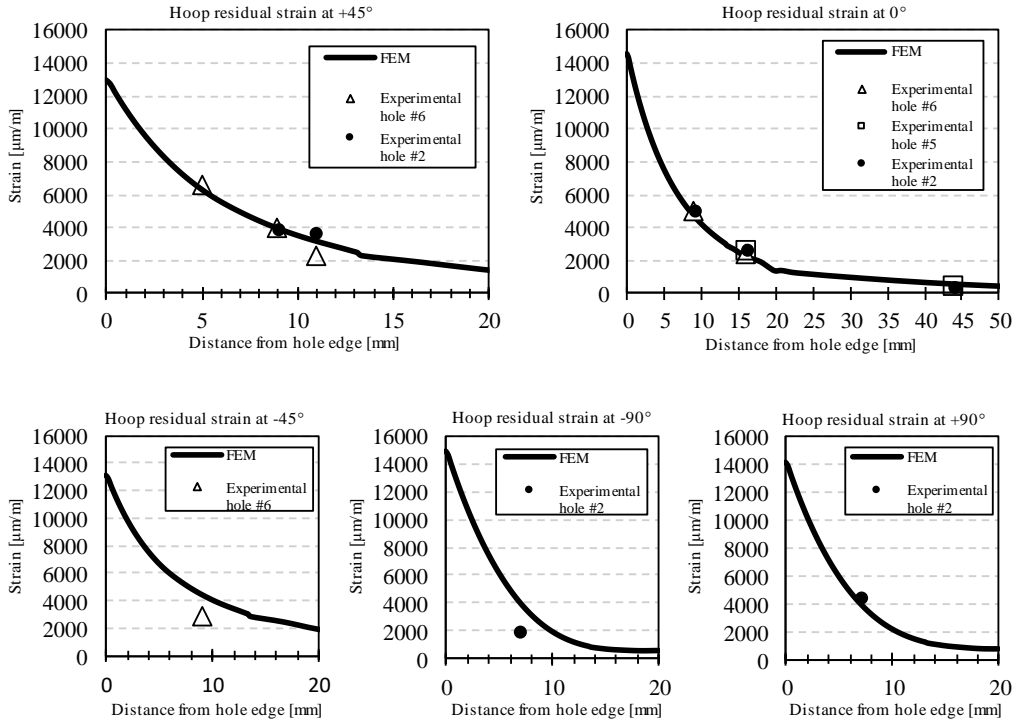 Hoop residual strain at +45°
16000
14000
12000
10000
8000
6000
4000
2000
0
Strain [μm/m]
FEM
Experimental
hole #6
Experimental
hole #2
0 5 10 15 20
Distance from hole edge [mm]
Hoop residual strain at 0°
16000
14000
12000
10000
8000
6000
4000
2000
0
Strain [μm/m]
FEM
Experimental
hole #6
Experimental
hole #5
Experimental
hole #2
0 5 10 15 20 25 30 35 40 45 50
Distance from hole edge [mm]
Hoop residual strain at -45°
16000
14000
12000
10000
8000
6000
4000
2000
0
Strain [μm/m]
FEM
Experimental
hole #6
0 10 20
Distance from hole edge [mm]
Hoop residual strain at -90°
16000
14000
12000
10000
8000
6000
4000
2000
0
Strain [μm/m]
FEM
Experimental
hole #2
0 10 20
Distance from hole edge [mm]
Hoop residual strain at +90°
16000
14000
12000
10000
8000
6000
4000
2000
0
Strain [μm/m]
FEM
Experimental
hole #2
0 10 20
Distance from hole edge [mm]